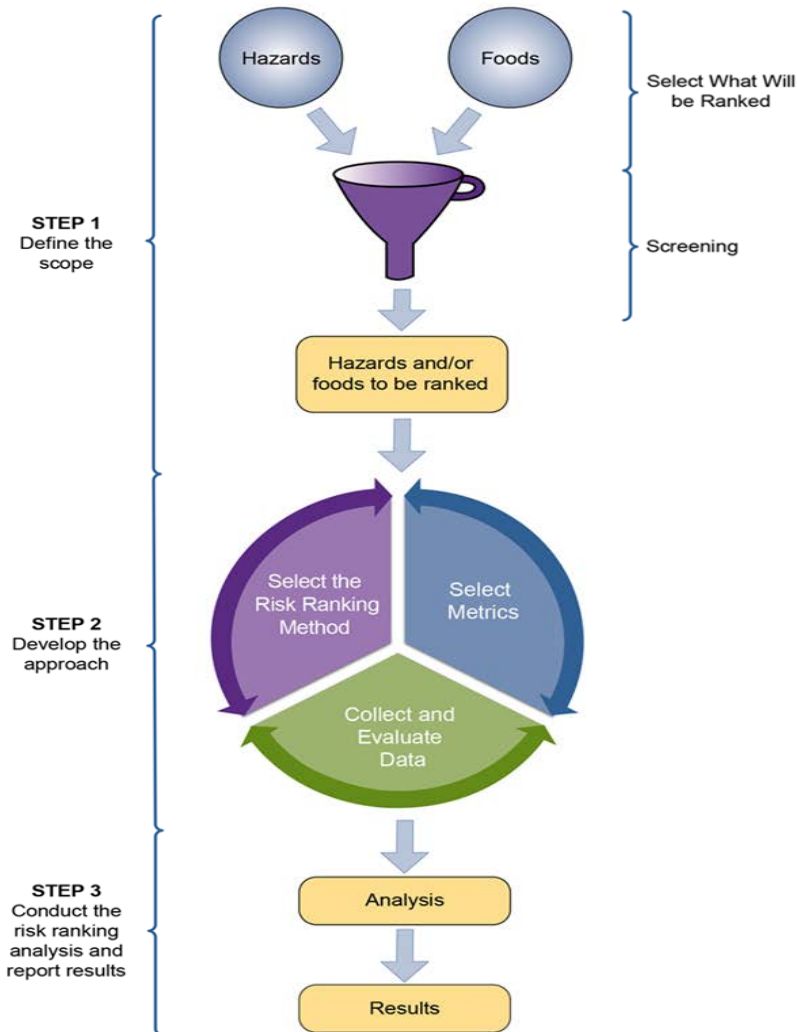 Hazards
Foods
Select What Will
be Ranked
STEP 1
Define the
scope
Screening
Hazards and/or
foods to be ranked
STEP 2
Develop the
approach
Select the
Risk Ranking
Method
Select
Metrics
Collect and
Evaluate
Data
STEP 3
Conduct the
risk ranking
analysis and
report results
Analysis
Results